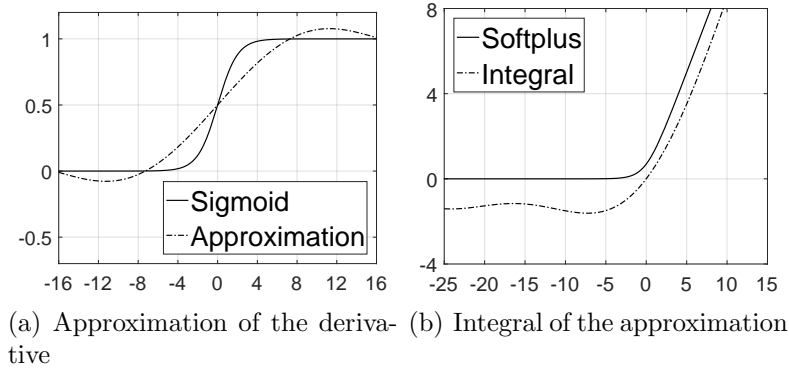 1
0.5
0
-0.5
Sigmoid
Approximation
-16 -12 -8 -4 0 4 8 12 16
8
4
0
-4
Softplus
Integral
-25 -20 -15 -10 -5 0 5 10 15
(a) Approximation of the deriva-
tive
(b) Integral of the approximation